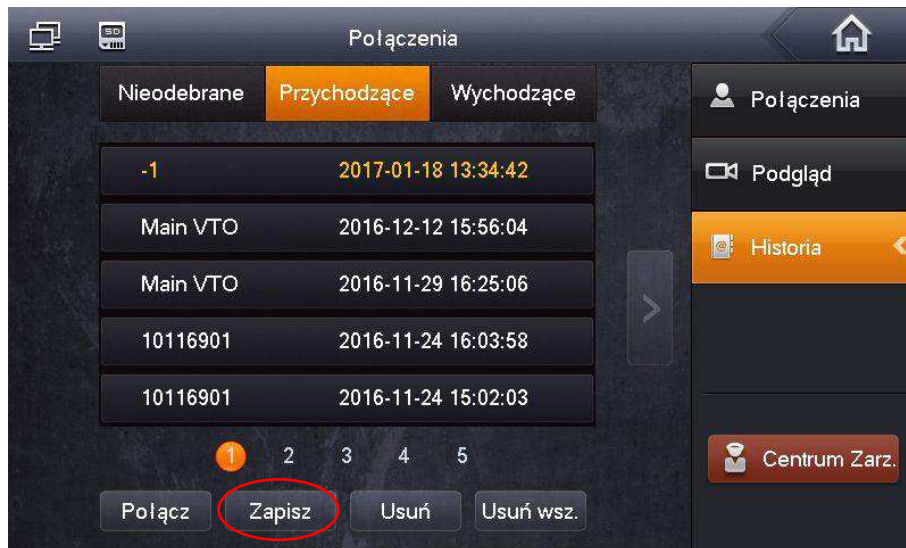 SD
Połączenia
Nieodebrane Przychodzące Wychodzące
-1 2017-01-18 13:34:42
Main VTO 2016-12-12 15:56:04
Main VTO 2016-11-29 16:25:06
10116901 2016-11-24 16:03:58
10116901 2016-11-24 15:02:03
1 2 3 4 5
Połącz Zapisz Usuń Usuń wsz.
Połączenia
Podgląd
Historia
Centrum Zarz.